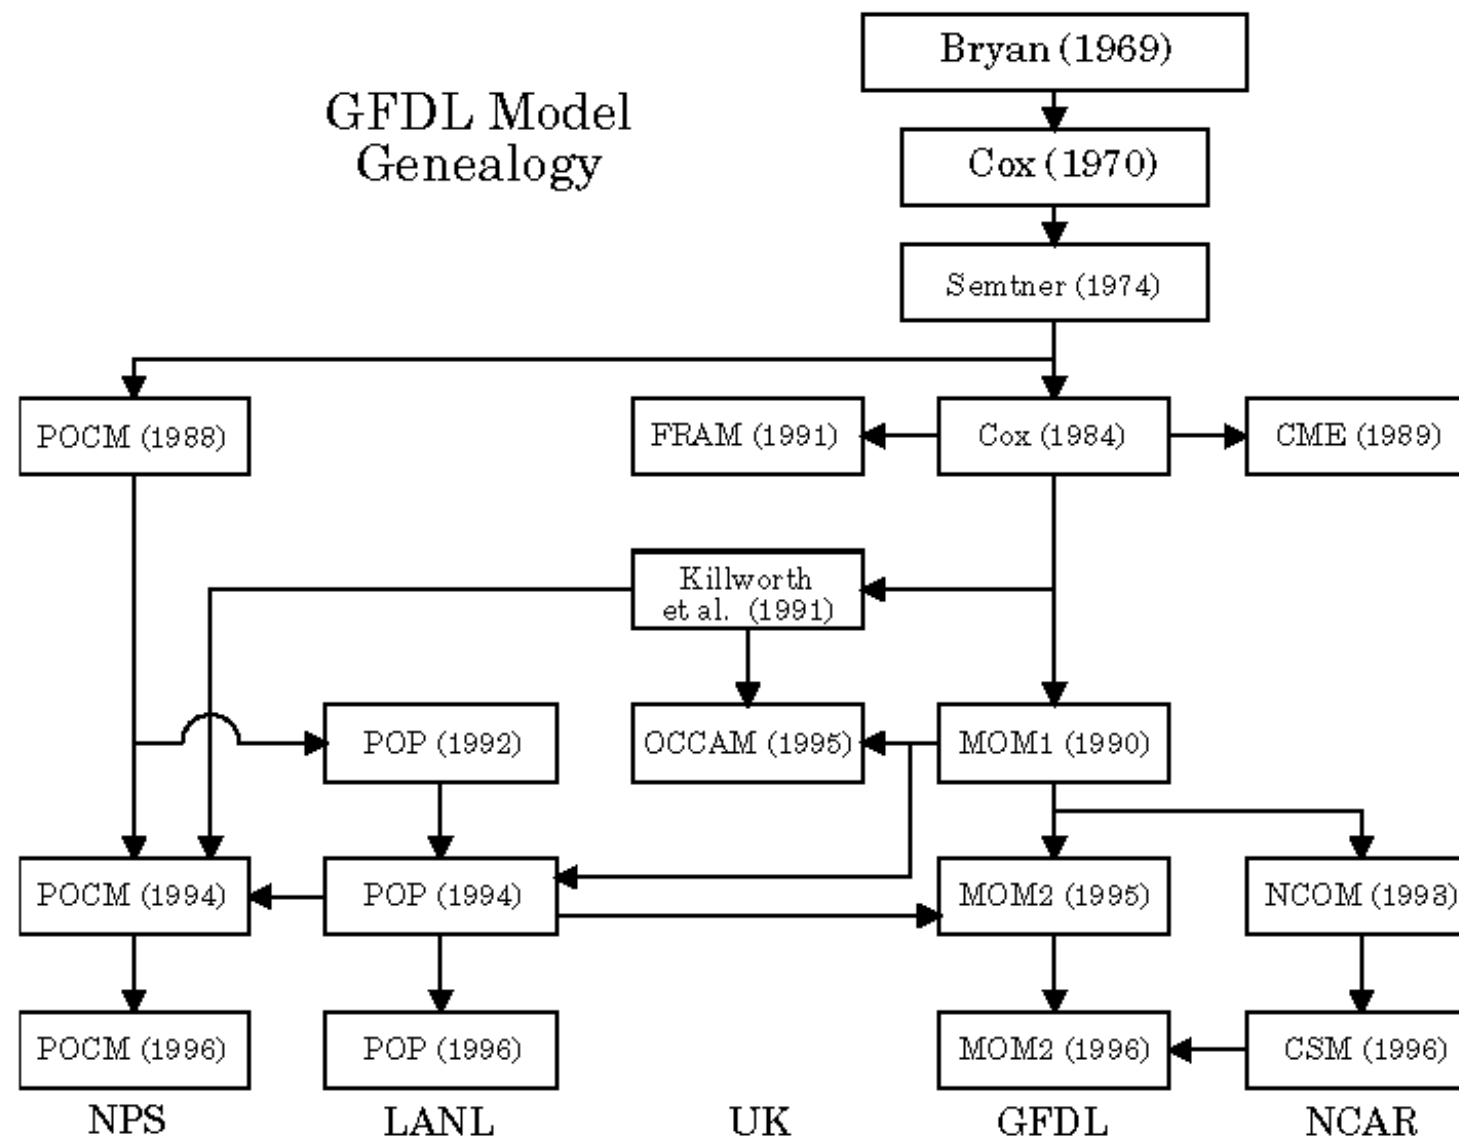 Bryan (1969)
GFDL Model
Genealogy
Cox (1970)
Semtner (1974)
POCM (1988)
FRAM (1991)
Cox (1984)
CME (1989)
Killworth
et al. (1991)
POP (1992)
OCCAM (1995)
MOM1 (1990)
POCM (1994)
POP (1994)
MOM2 (1995)
NCOM (1993)
POCM (1996)
POP (1996)
MOM2 (1996)
CSM (1996)
NPS
LANL
UK
GFDL
NCAR